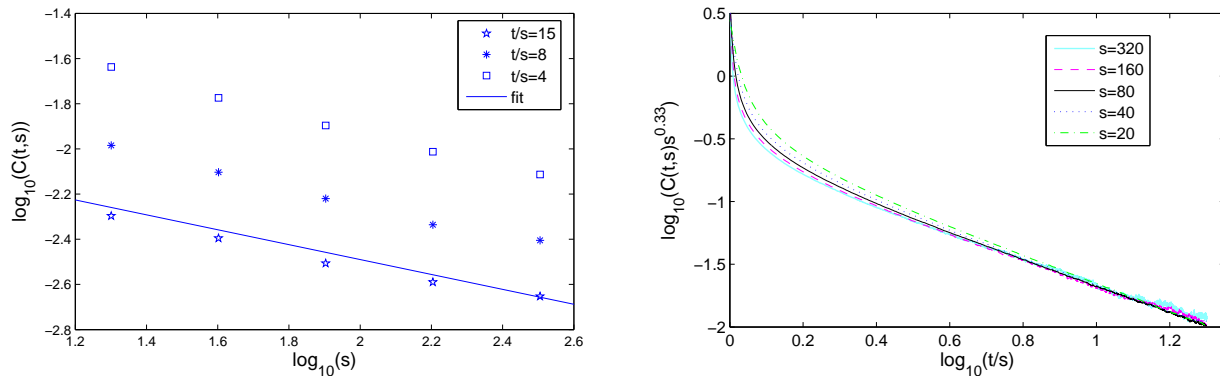 −1.4
−1.6
−1.8
−2
−2.2
−2.4
−2.6
−2.8
log10(C(t,s))
1.2 1.4 1.6 1.8 2 2.2 2.4 2.6
log10(s)
t/s=15
t/s=8
t/s=4
fit
0.5
0
−0.5
−1
−1.5
−2
log10(C(t,s)s^0.33)
0 0.2 0.4 0.6 0.8 1 1.2
log10(t/s)
s=320
s=160
s=80
s=40
s=20